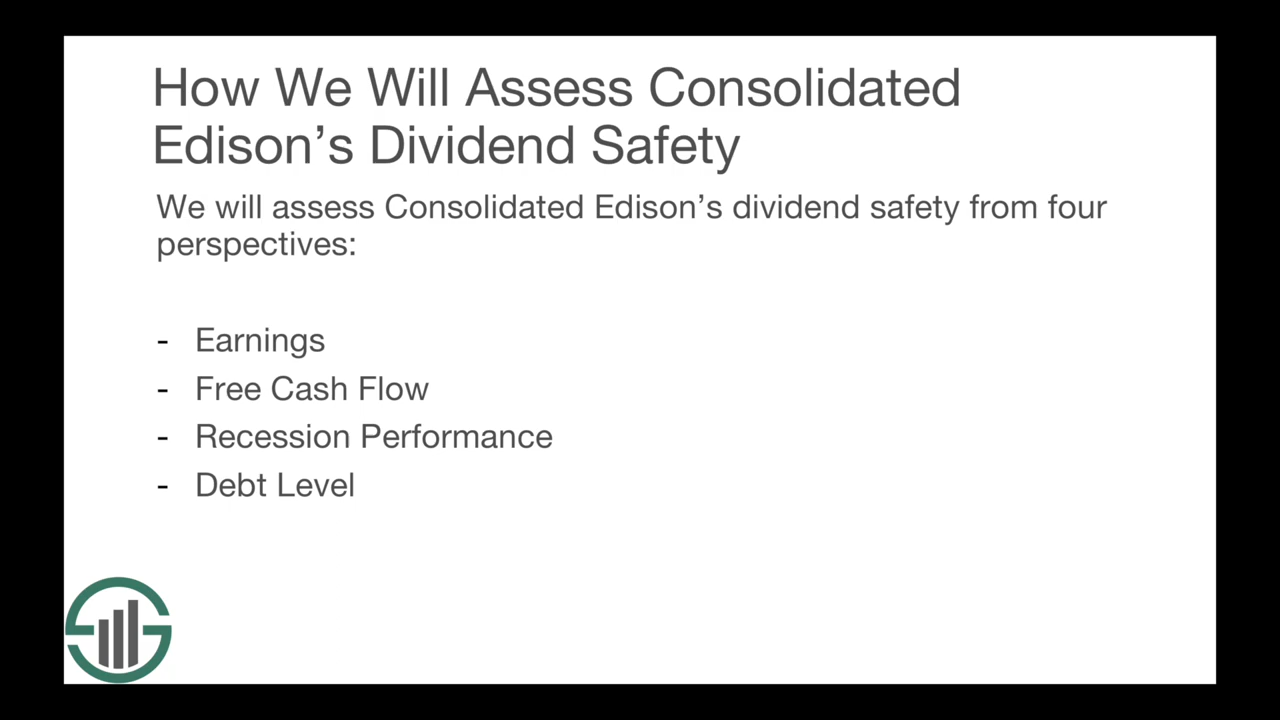 How We Will Assess Consolidated
Edison’s Dividend Safety
We will assess Consolidated Edison’s dividend safety from four
perspectives:
- Earnings
- Free Cash Flow
- Recession Performance
- Debt Level